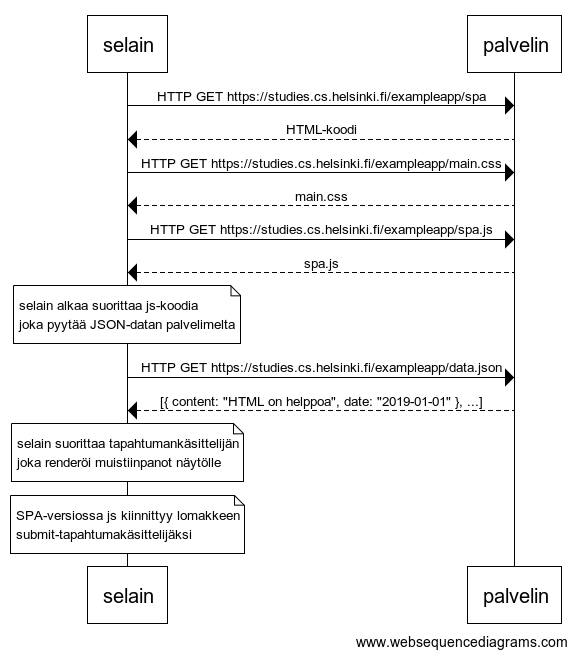 selain
palvelin
HTTP GET https://studies.cs.helsinki.fi/exampleapp/spa
HTML-koodi
HTTP GET https://studies.cs.helsinki.fi/exampleapp/main.css
main.css
HTTP GET https://studies.cs.helsinki.fi/exampleapp/spa.js
spa.js
selain alkaa suorittaa js-koodia
joka pyytää JSON-datan palvelimelta
HTTP GET https://studies.cs.helsinki.fi/exampleapp/data.json
[{ content: "HTML on helppoa", date: "2019-01-01" }, ...]
selain suorittaa tapahtumankäsittelijän
joka renderöi muistiinpanot näytölle
SPA-versiossa js kiinnittyy lomakkeen
submit-tapahtumakäsittelijäksi
selain
palvelin
www.websequencediagrams.com